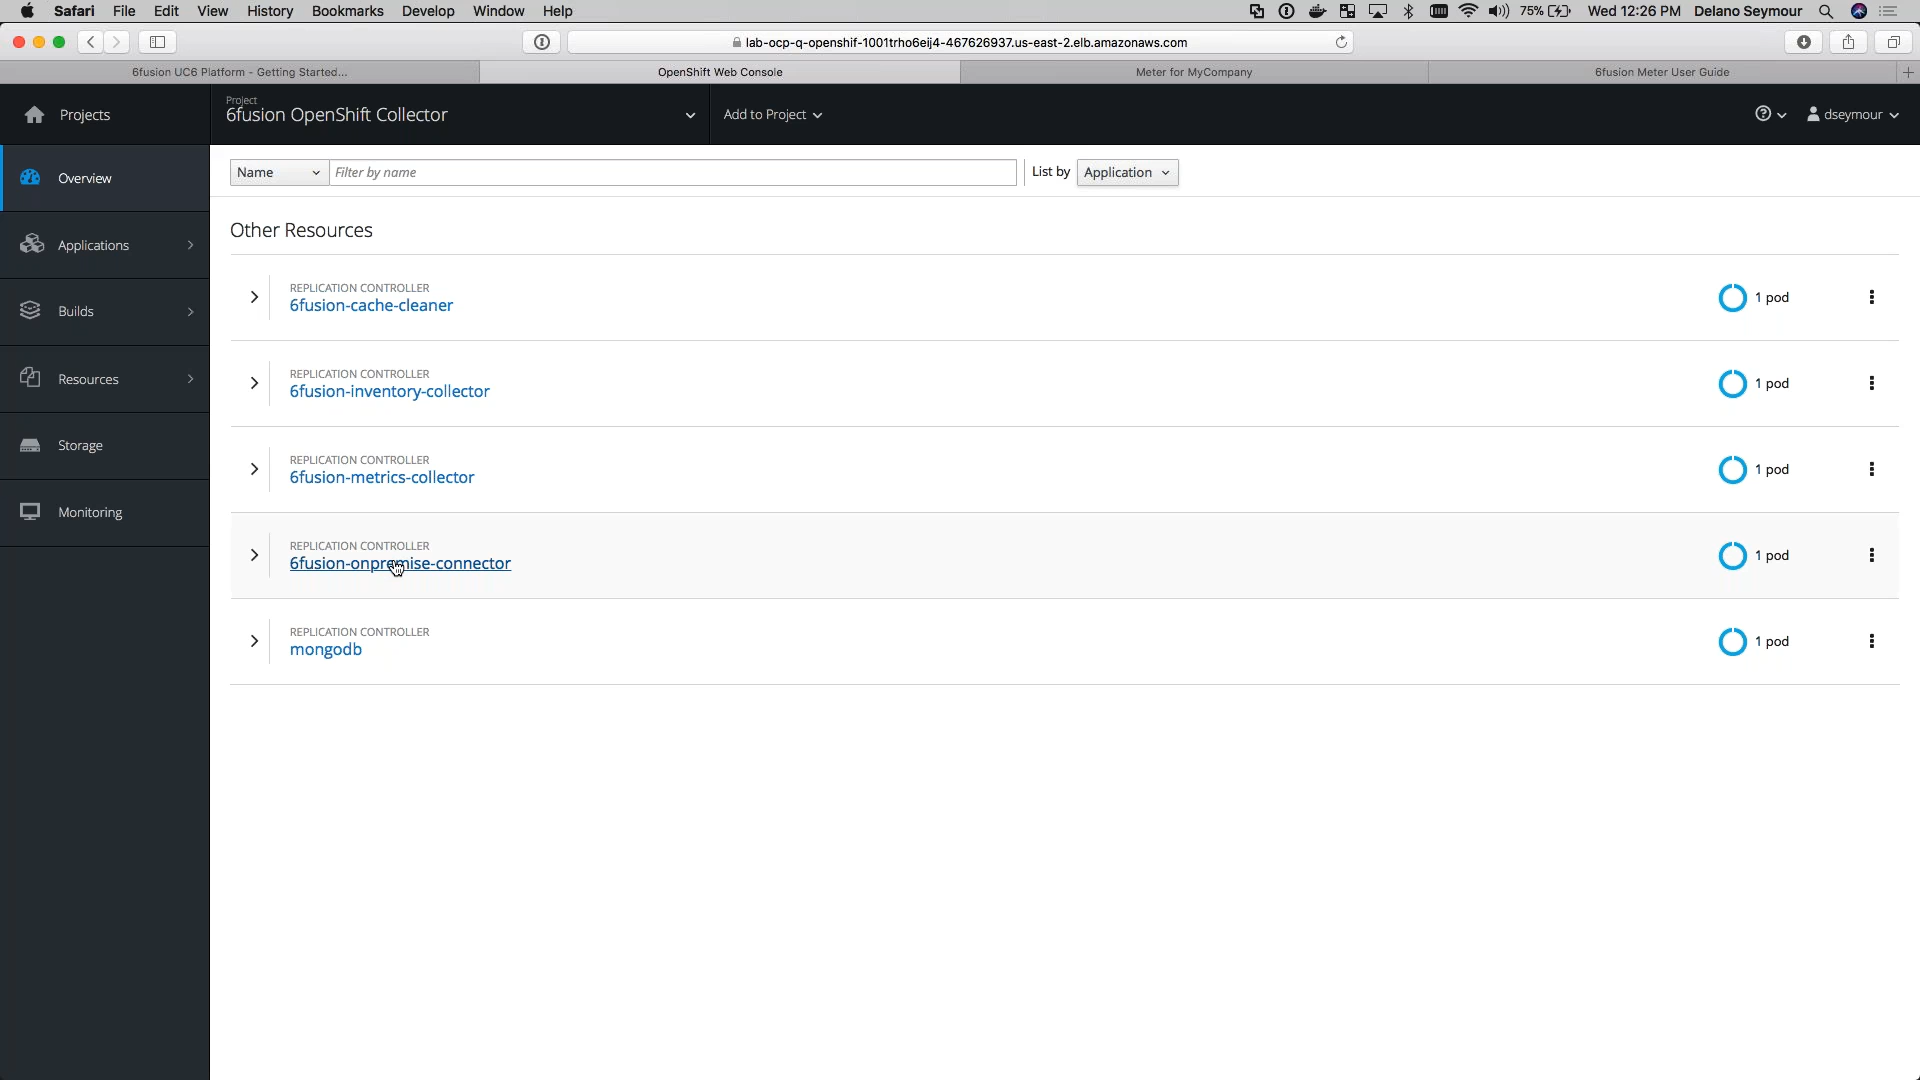 Safari File Edit View History Bookmarks Develop Window Help 75% Wed 12:26 PM Delano Seymour
lab-ocp-q-openshif-1001trho6eij4-467626937.us-east-2.elb.amazonaws.com
6fusion UC6 Platform - Getting Started... OpenShift Web Console Meter for MyCompany 6fusion Meter User Guide
Projects
Project
6fusion OpenShift Collector
Add to Project
dseymour
Overview
Applications
Builds
Resources
Storage
Monitoring
Name Filter by name List by Application
Other Resources
REPLICATION CONTROLLER
6fusion-cache-cleaner
1 pod
REPLICATION CONTROLLER
6fusion-inventory-collector
1 pod
REPLICATION CONTROLLER
6fusion-metrics-collector
1 pod
REPLICATION CONTROLLER
6fusion-onpremise-connector
1 pod
REPLICATION CONTROLLER
mongodb
1 pod